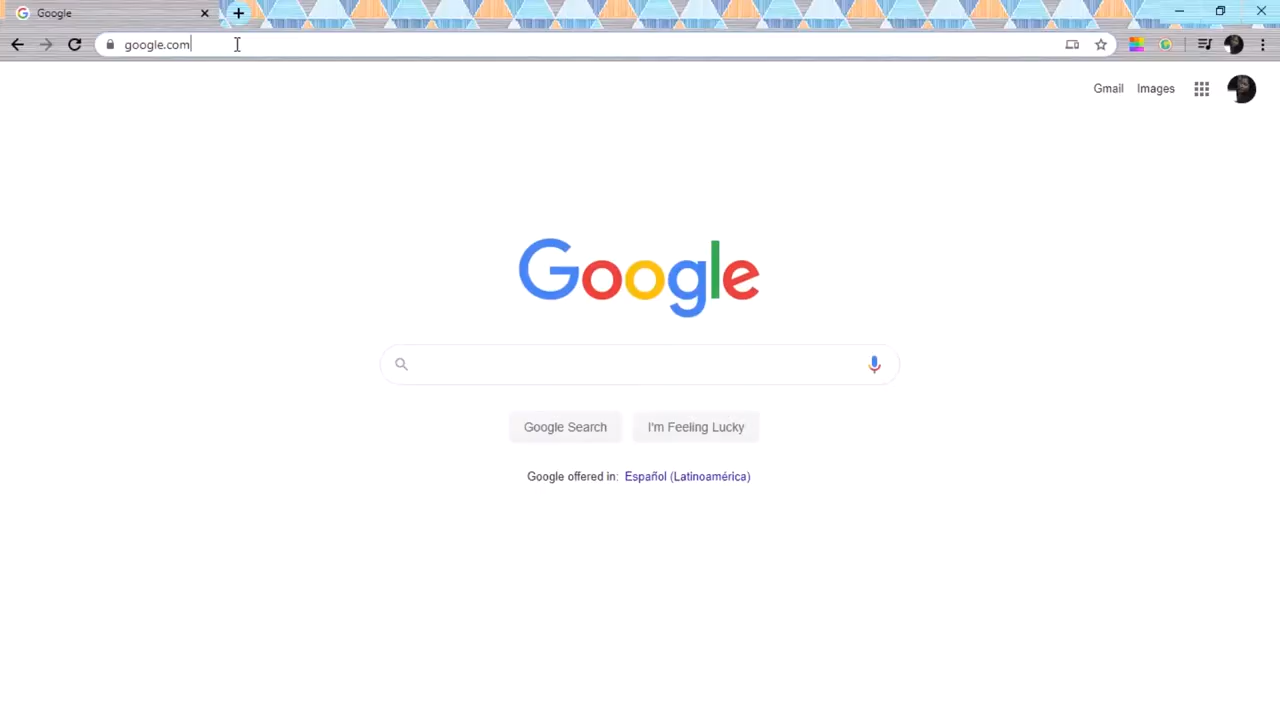 Google
google.com
Gmail Images
Google
Google Search I'm Feeling Lucky
Google offered in: Español (Latinoamérica)